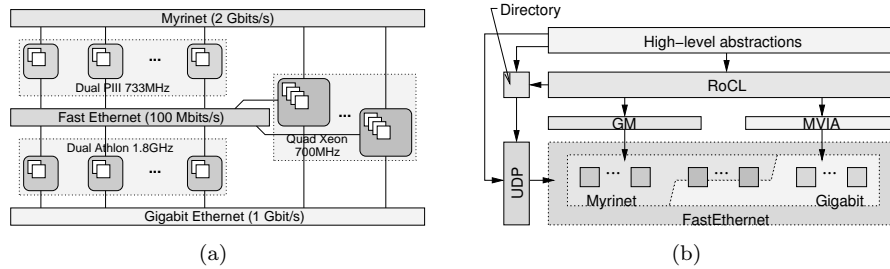 Myrinet (2 Gbits/s)
...
Dual PIII 733MHz
Fast Ethernet (100 Mbits/s)
...
Quad Xeon
700MHz
Dual Athlon 1.8GHz
...
Gigabit Ethernet (1 Gbit/s)
(a)
Directory
High−level abstractions
RoCL
GM
MVIA
UDP
...
...
...
Myrinet
Gigabit
FastEthernet
(b)